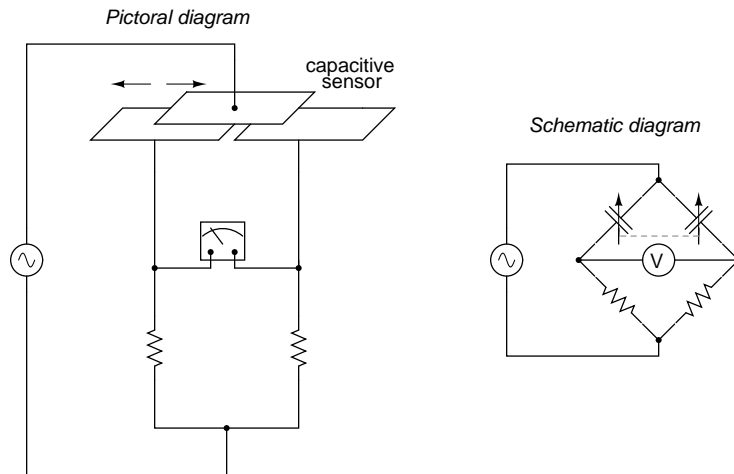 Pictoral diagram
capacitive
sensor
Schematic diagram
V